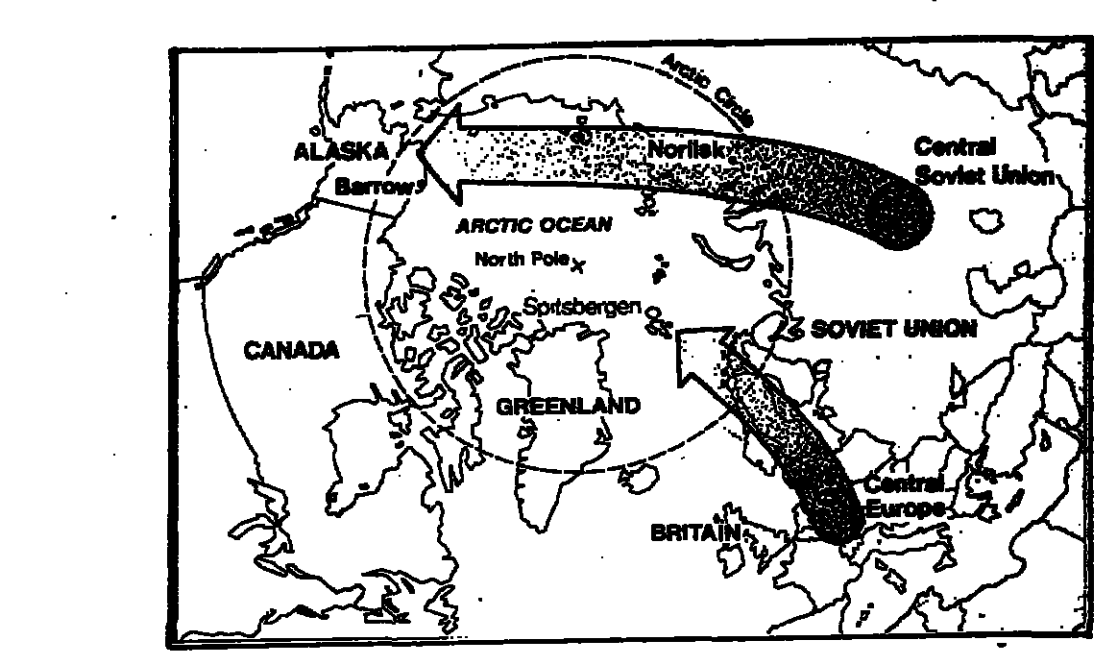 Arctic Circle
ALASKA
Norilsk
Central
Soviet Union
Barrow
ARCTIC OCEAN
North Pole
Spitsbergen
SOVIET UNION
CANADA
GREENLAND
Central
Europe
BRITAIN